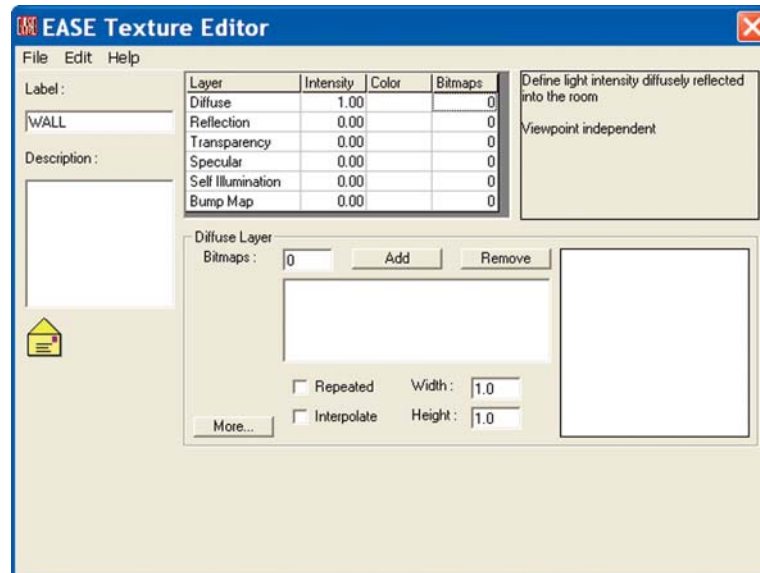 EASE Texture Editor
File Edit Help
Label :
WALL
Description :
Layer Intensity Color Bitmaps
Diffuse 1.00 0
Reflection 0.00 0
Transparency 0.00 0
Specular 0.00 0
Self Illumination 0.00 0
Bump Map 0.00 0
Define light intensity diffusely reflected
into the room
Viewpoint independent
Diffuse Layer
Bitmaps : 0 Add Remove
Repeated Width : 1.0
More... Interpolate Height : 1.0